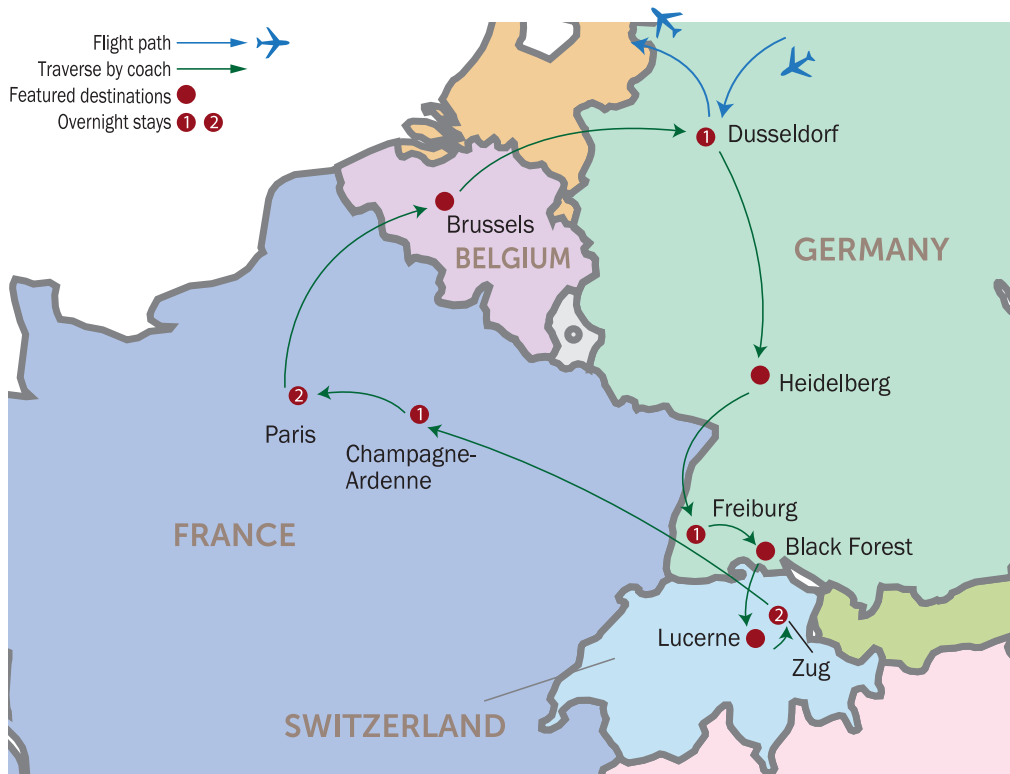 Flight path
Traverse by coach
Featured destinations
Overnight stays 1 2
1 Dusseldorf
Brussels
BELGIUM
GERMANY
Heidelberg
2
Paris
1
Champagne-
Ardenne
FRANCE
Freiburg
1
Black Forest
2
Lucerne
Zug
SWITZERLAND